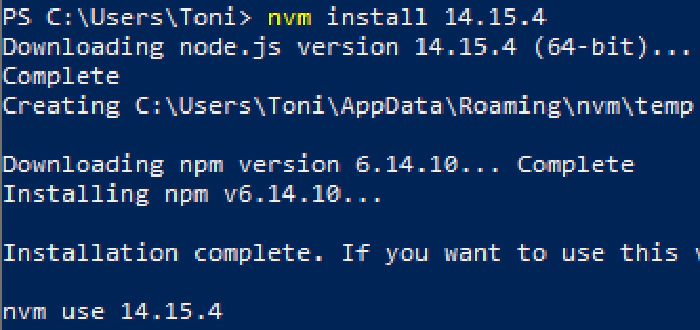 PS C:\Users\Toni> nvm install 14.15.4
Downloading node.js version 14.15.4 (64-bit)...
Complete
Creating C:\Users\Toni\AppData\Roaming\nvm\temp
Downloading npm version 6.14.10... Complete
Installing npm v6.14.10...
Installation complete. If you want to use this
nvm use 14.15.4